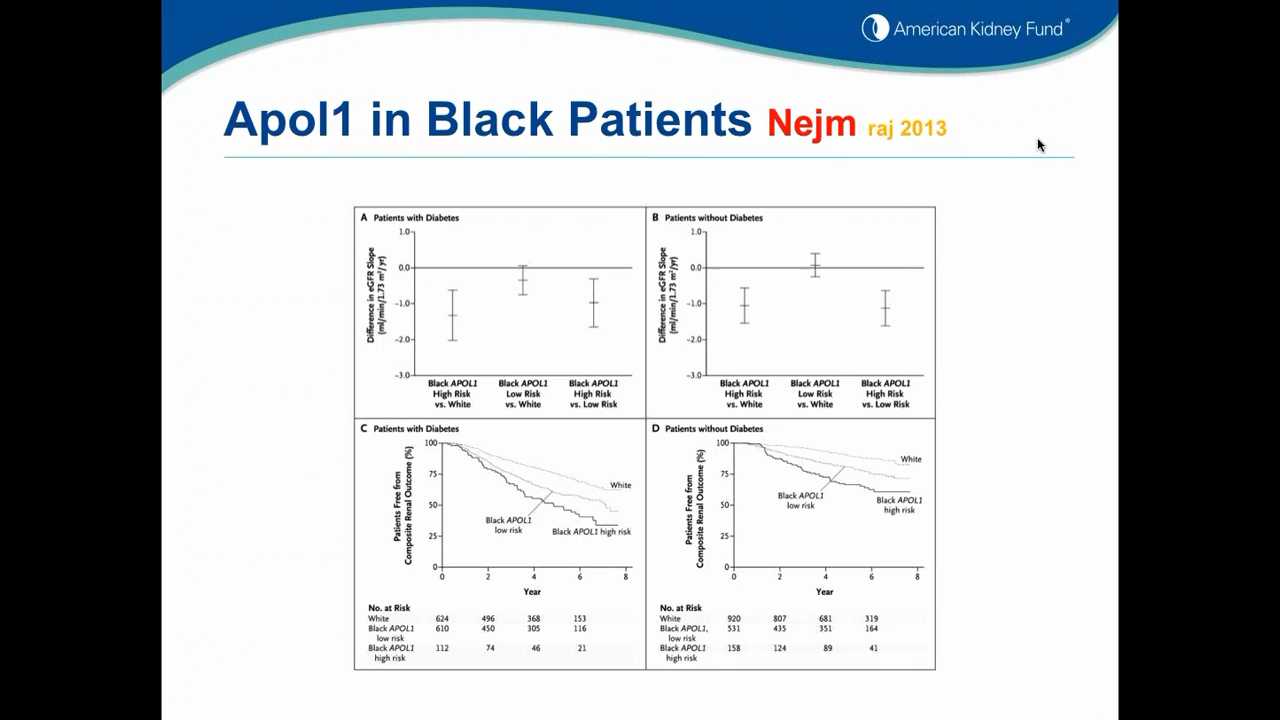 American Kidney Fund®
Apol1 in Black Patients Nejm raj 2013
A Patients with Diabetes
Difference in eGFR Slope
(ml/min/1.73 m²/yr)
1.0
0.0
-1.0
-2.0
-3.0
Black APOL1
High Risk
vs. White
Black APOL1
Low Risk
vs. White
Black APOL1
High Risk
vs. Low Risk
B Patients without Diabetes
Difference in eGFR Slope
(ml/min/1.73 m²/yr)
1.0
0.0
-1.0
-2.0
-3.0
Black APOL1
High Risk
vs. White
Black APOL1
Low Risk
vs. White
Black APOL1
High Risk
vs. Low Risk
C Patients with Diabetes
Patients Free from
Composite Renal Outcome (%)
100
75
50
25
0
White
Black APOL1
low risk
Black APOL1 high risk
0 2 4 6 8
Year
No. at Risk
White 624 496 368 153
Black APOL1 610 450 305 116
low risk
Black APOL1 112 74 46 21
high risk
D Patients without Diabetes
Patients Free from
Composite Renal Outcome (%)
100
75
50
25
0
White
Black APOL1
low risk
Black APOL1
high risk
0 2 4 6 8
Year
No. at Risk
White 920 807 681 319
Black APOL1, 531 435 351 164
low risk
Black APOL1 158 124 89 41
high risk